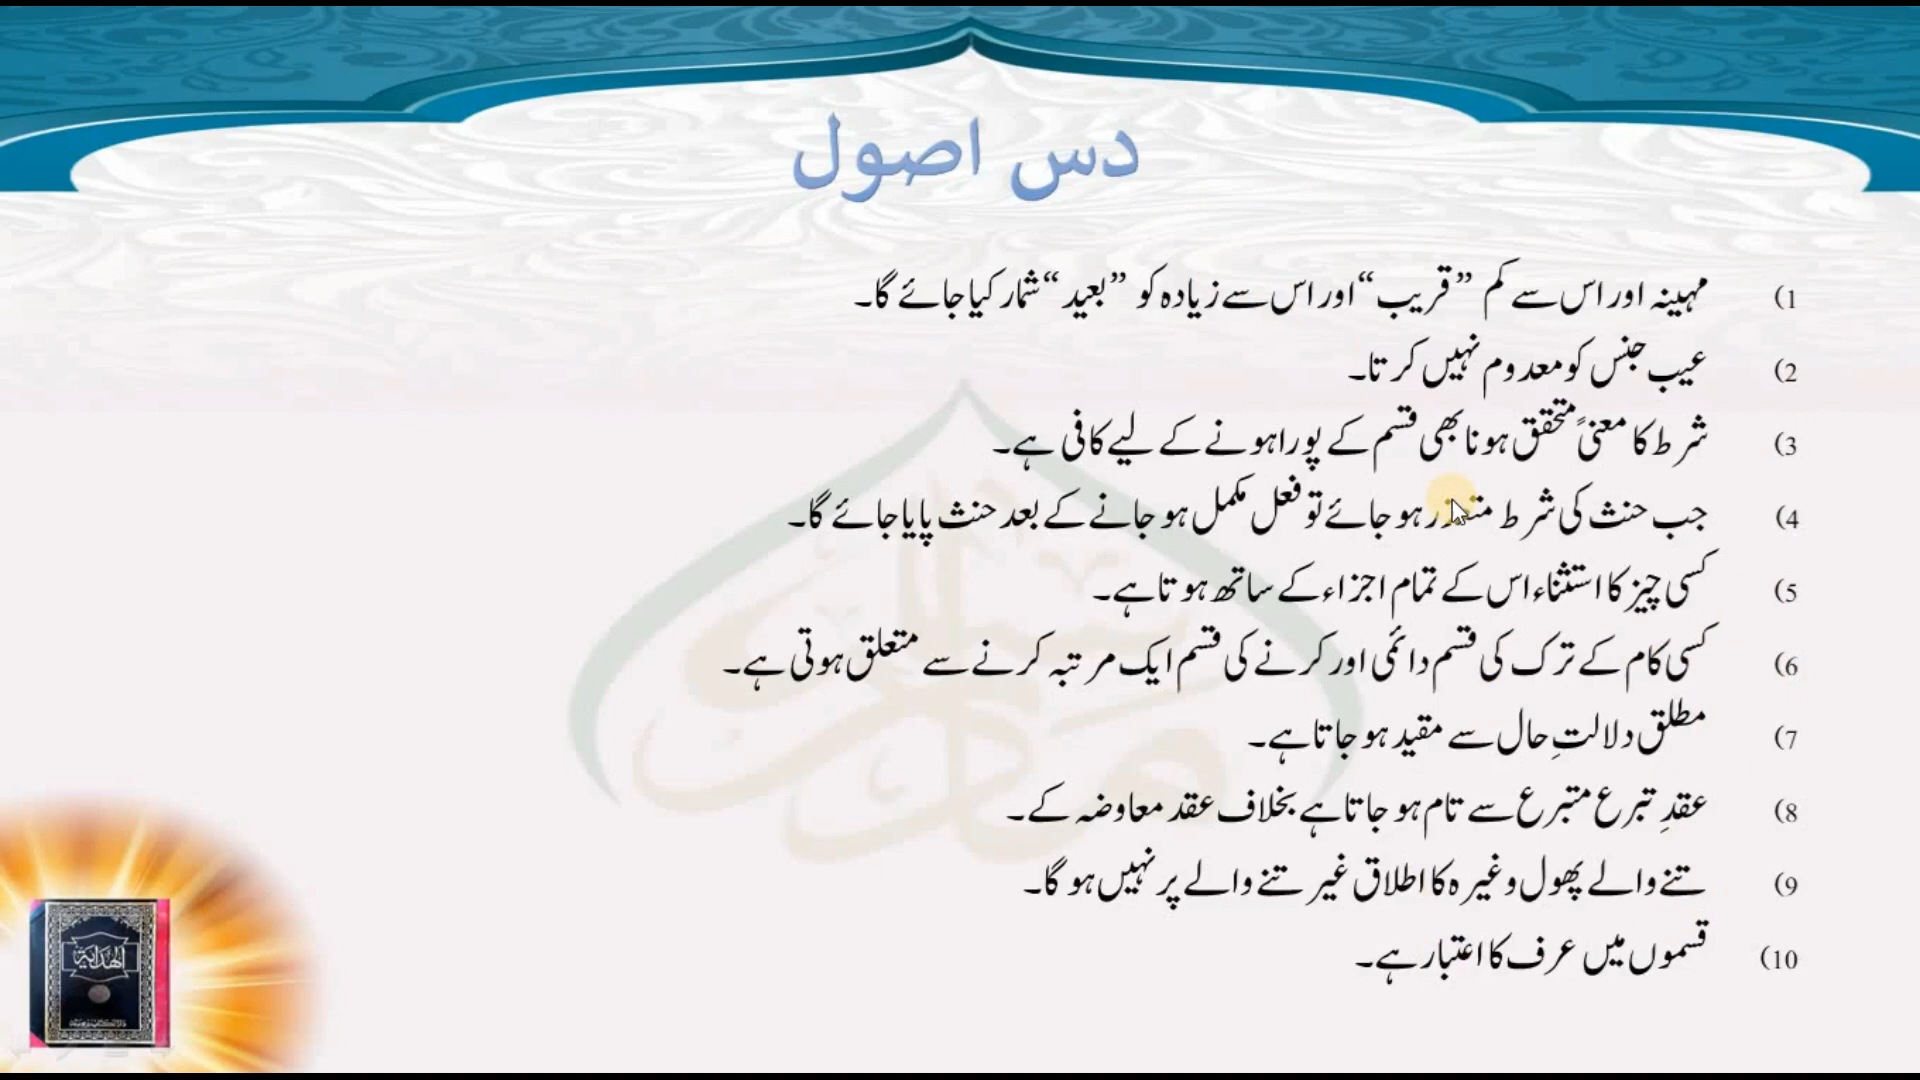 دس اصول
1) مہینہ اور اس سے کم ”قریب“ اور اس سے زیادہ کو ”بعید“ شمار کیا جائے گا۔
2) عیب جنس کو معدوم نہیں کرتا۔
3) شرط کا معنیً متحقق ہونا بھی قسم کے پورا ہونے کے لیے کافی ہے۔
4) جب حنث کی شرط متعذر ہو جائے تو فعل مکمل ہو جانے کے بعد حنث پایا جائے گا۔
5) کسی چیز کا استثناء اس کے تمام اجزاء کے ساتھ ہوتا ہے۔
6) کسی کام کے ترک کی قسم دائمی اور کرنے کی قسم ایک مرتبہ کرنے سے متعلق ہوتی ہے۔
7) مطلق دلالتِ حال سے مقید ہو جاتا ہے۔
8) عقدِ تبرع متبرع سے تام ہو جاتا ہے بخلاف عقد معاوضہ کے۔
9) تنے والے پھول وغیرہ کا اطلاق غیر تنے والے پر نہیں ہو گا۔
10) قسموں میں عرف کا اعتبار ہے۔
الهداية